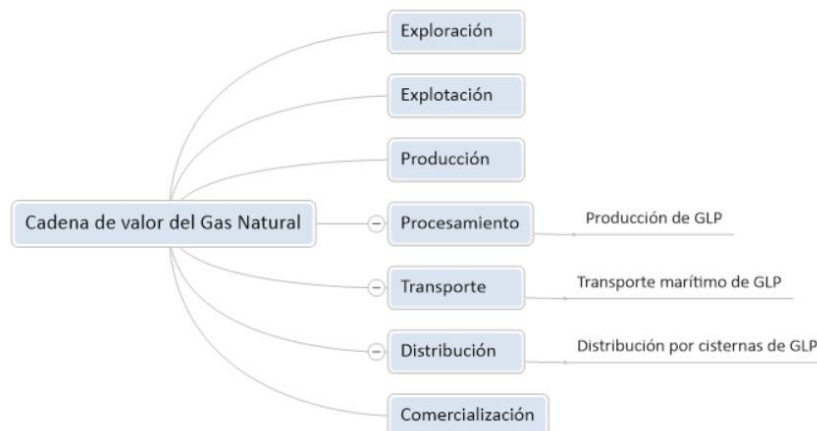 Exploración
Explotación
Producción
Cadena de valor del Gas Natural
Procesamiento
Producción de GLP
Transporte
Transporte marítimo de GLP
Distribución
Distribución por cisternas de GLP
Comercialización